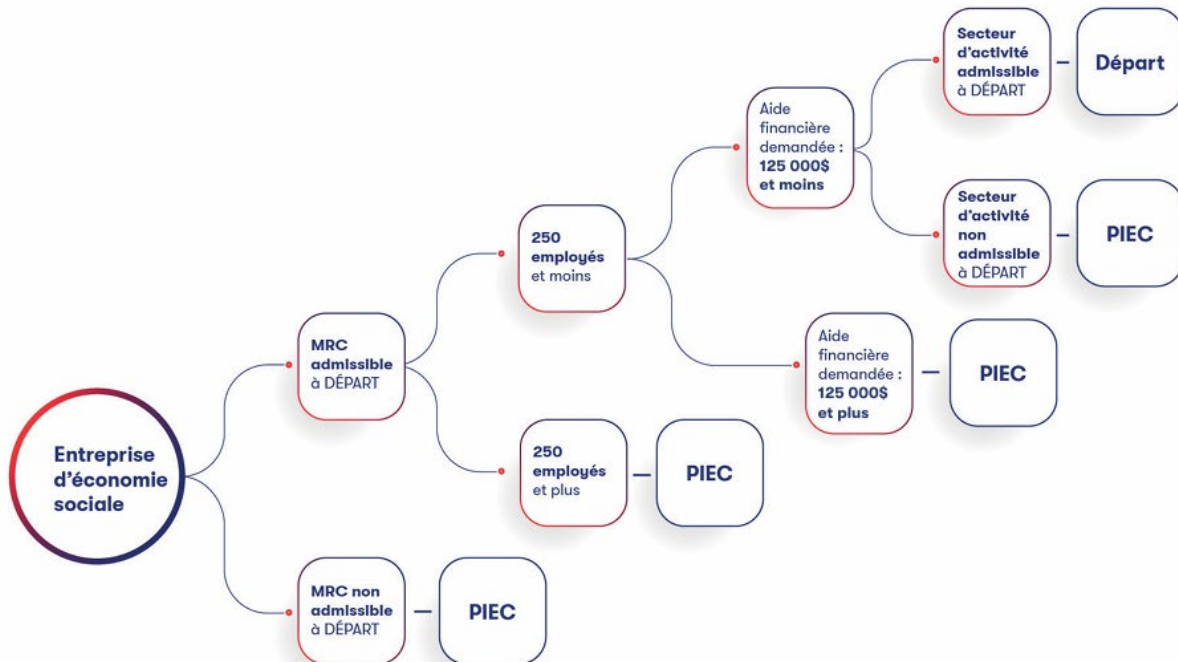 Entreprise
d'économie
sociale
MRC
admissible
à DÉPART
250
employés
et moins
Aide
financière
demandée :
125 000$
et moins
Secteur
d'activité
admissible
à DÉPART
Départ
Secteur
d'activité
non
admissible
à DÉPART
PIEC
Aide
financière
demandée :
125 000$
et plus
PIEC
250
employés
et plus
PIEC
MRC non
admissible
à DÉPART
PIEC